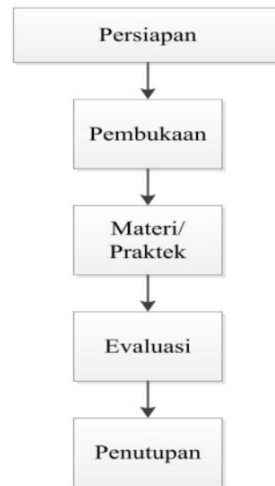 Persiapan
Pembukaan
Materi/
Praktek
Evaluasi
Penutupan